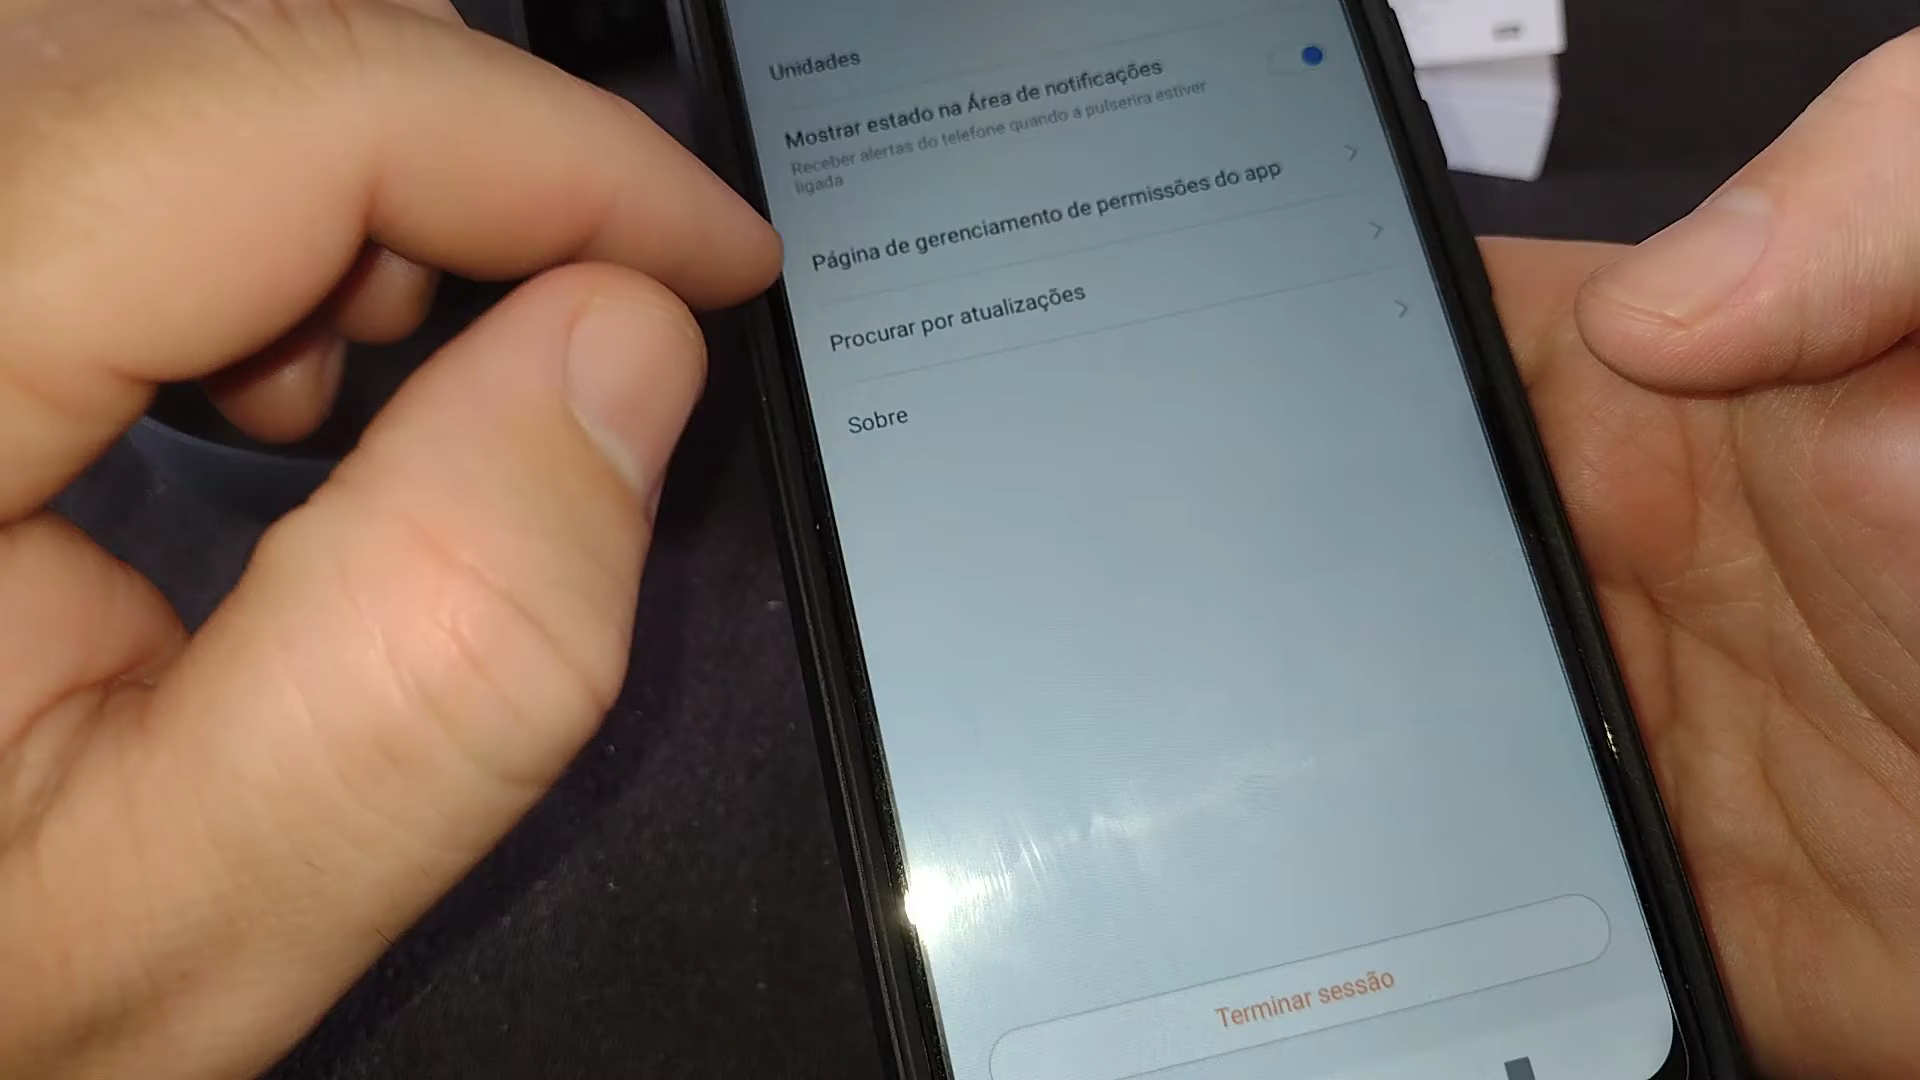 Unidades
Mostrar estado na Área de notificações
Receber alertas do telefone quando a pulserira estiver
ligada
Página de gerenciamento de permissões do app
Procurar por atualizações
Sobre
Terminar sessão